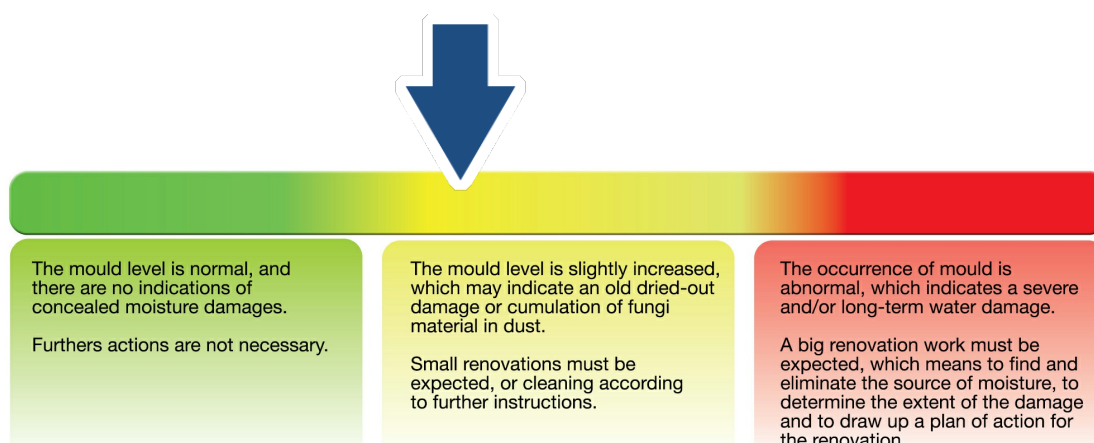 The mould level is normal, and
there are no indications of
concealed moisture damages.
Furthers actions are not necessary.
The mould level is slightly increased,
which may indicate an old dried-out
damage or cumulation of fungi
material in dust.
Small renovations must be
expected, or cleaning according
to further instructions.
The occurrence of mould is
abnormal, which indicates a severe
and/or long-term water damage.
A big renovation work must be
expected, which means to find and
eliminate the source of moisture, to
determine the extent of the damage
and to draw up a plan of action for
the renovation